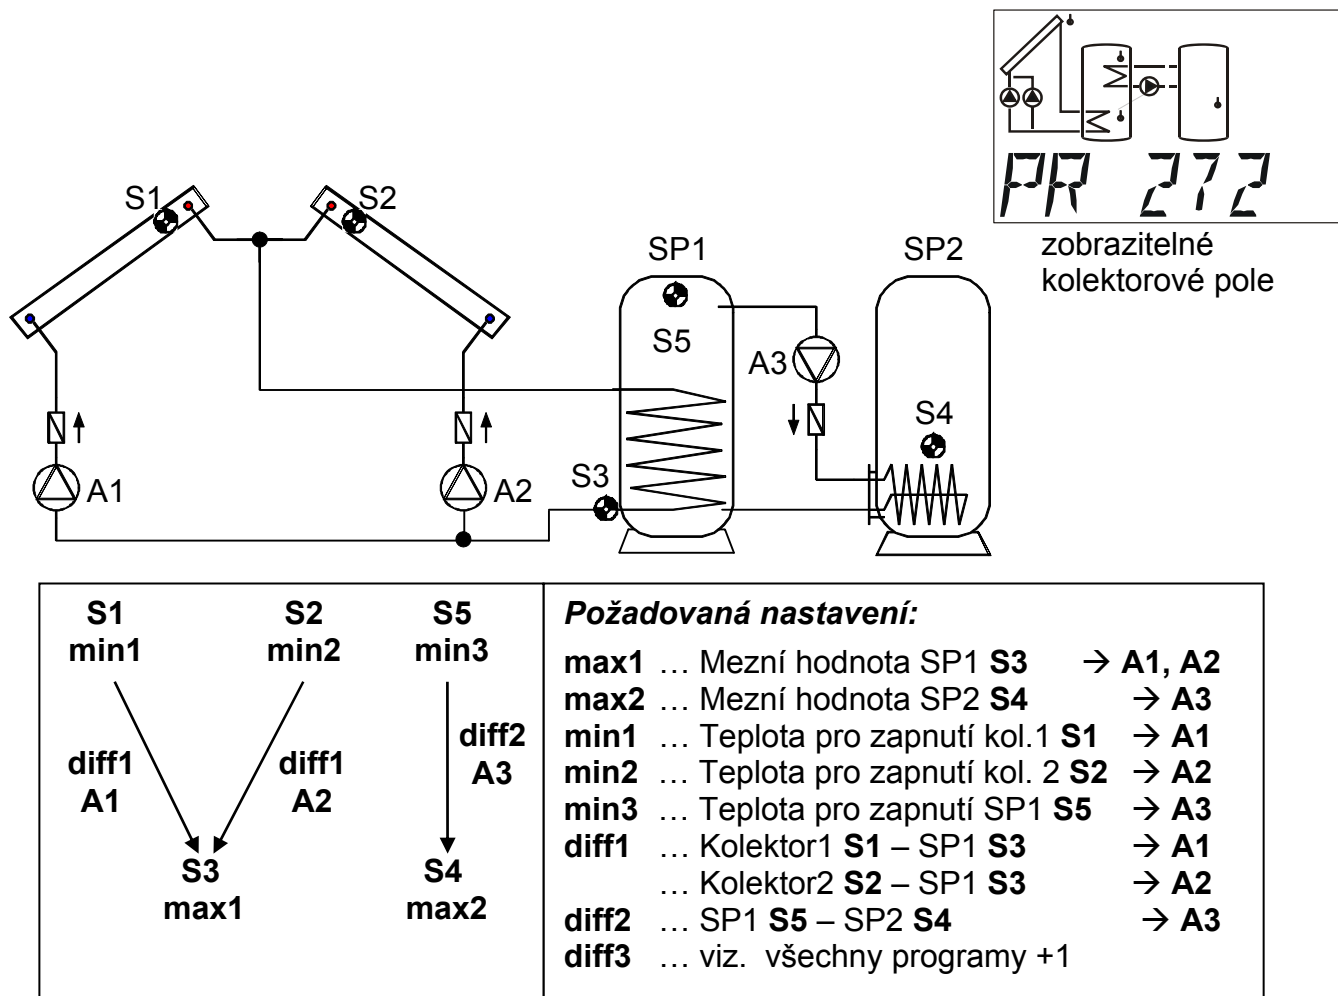 PR 272
zobrazitelné
kolektorové pole
S1
S2
SP1
SP2
S5
A3
S4
S3
A1
A2
S1 S2 S5
min1 min2 min3
diff2
A3
diff1 diff1
A1 A2
S3 S4
max1 max2
Požadovaná nastavení:
max1 … Mezní hodnota SP1 S3 → A1, A2
max2 … Mezní hodnota SP2 S4 → A3
min1 … Teplota pro zapnutí kol.1 S1 → A1
min2 … Teplota pro zapnutí kol. 2 S2 → A2
min3 … Teplota pro zapnutí SP1 S5 → A3
diff1 … Kolektor1 S1 – SP1 S3 → A1
… Kolektor2 S2 – SP1 S3 → A2
diff2 … SP1 S5 – SP2 S4 → A3
diff3 … viz. všechny programy +1